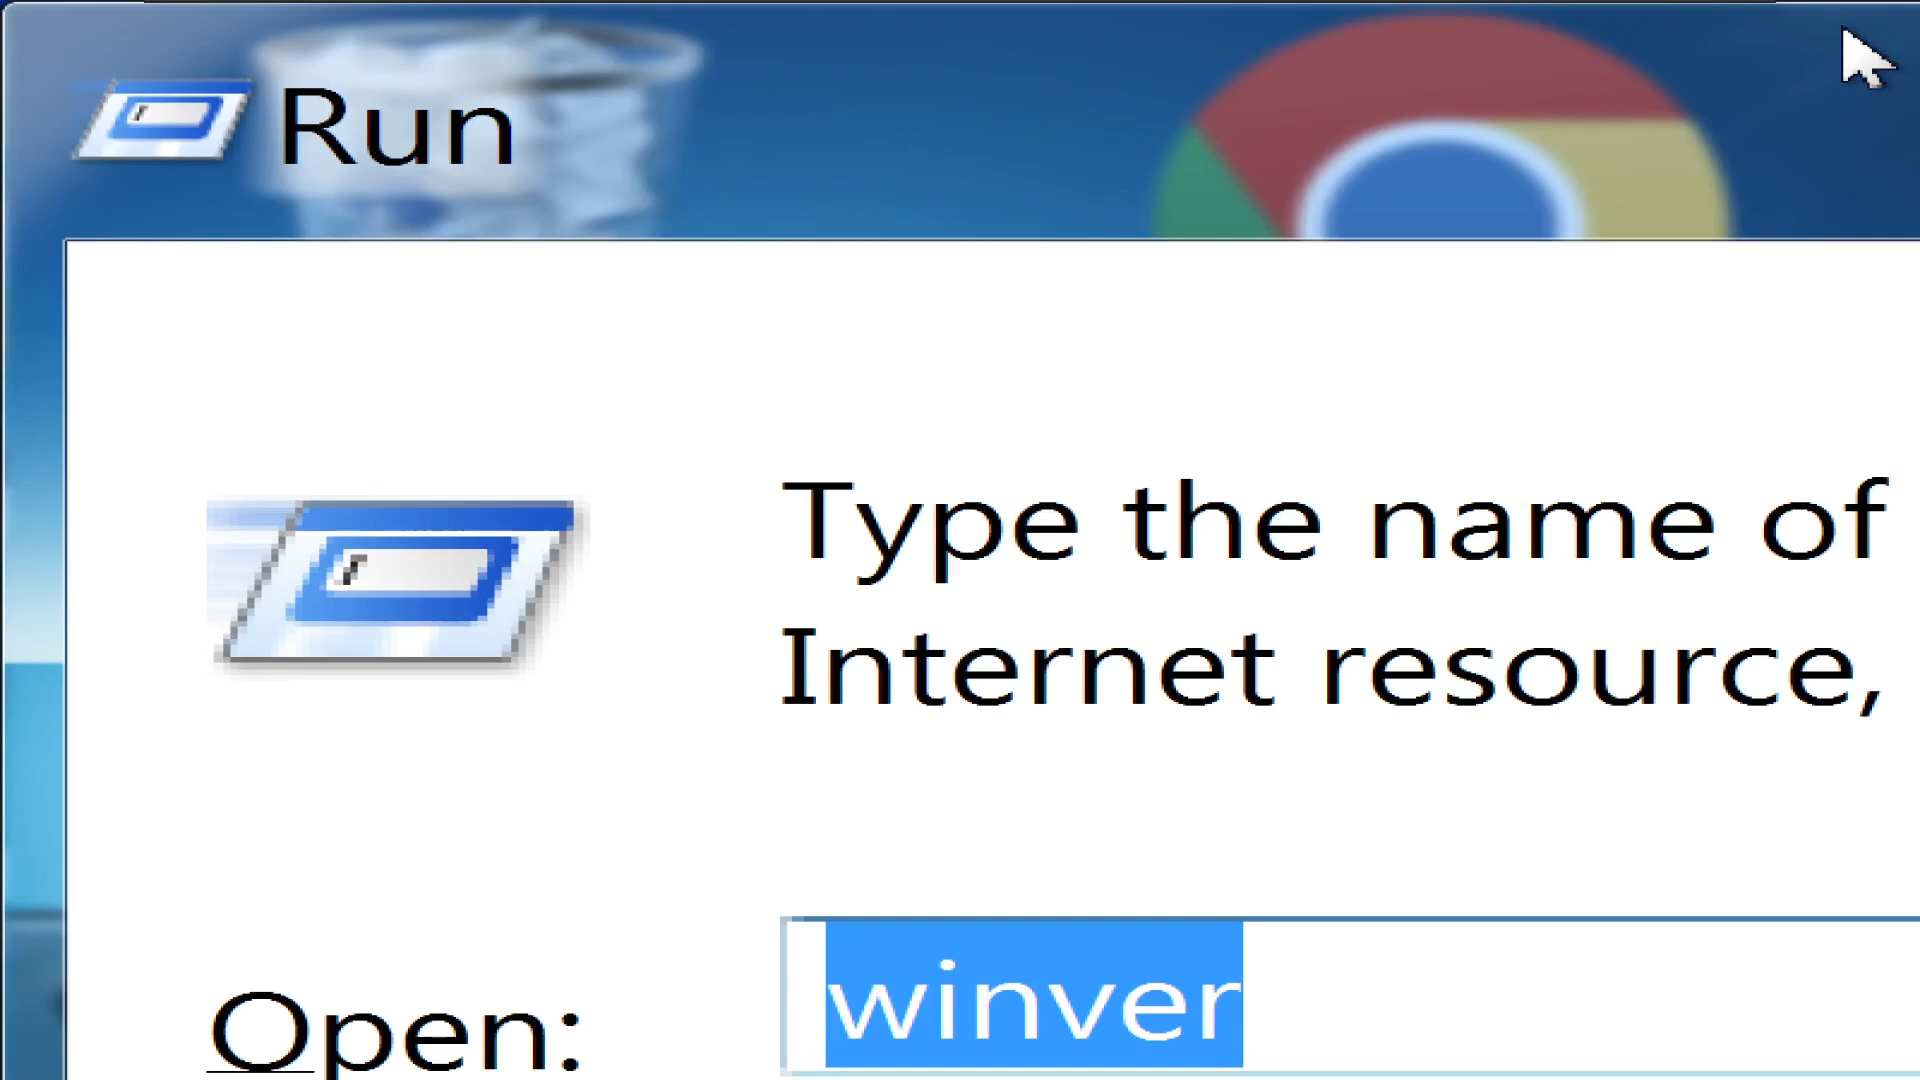 Run
Type the name of
Internet resource,
Open:
winver